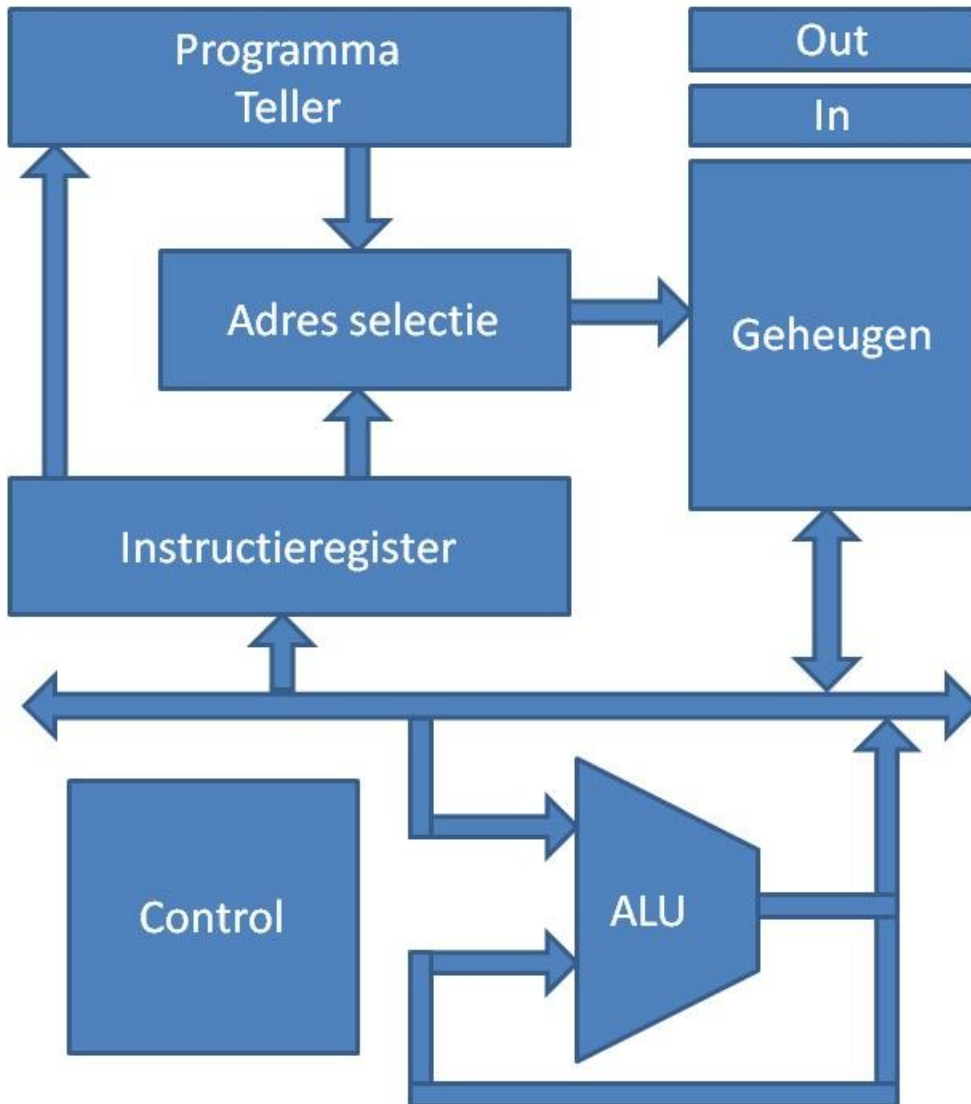 Programma
Teller
Out
In
Adres selectie
Geheugen
Instructieregister
Control
ALU